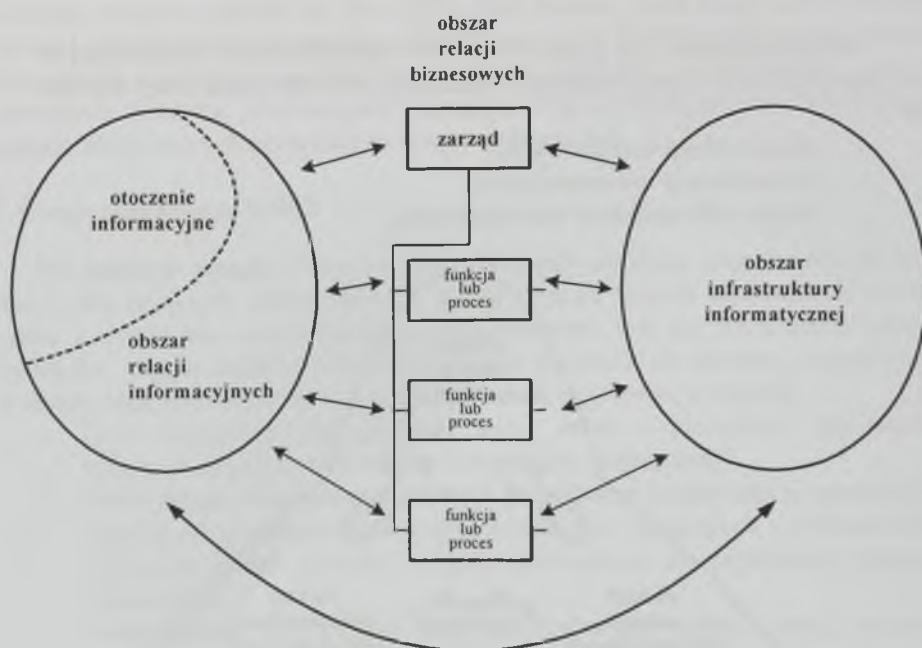 obszar
relacji
biznesowych
zarząd
otoczenie
informacyjne
obszar
relacji
informacyjnych
funkcja
lub
proces
funkcja
lub
proces
funkcja
lub
proces
obszar
infrastruktury
informatycznej